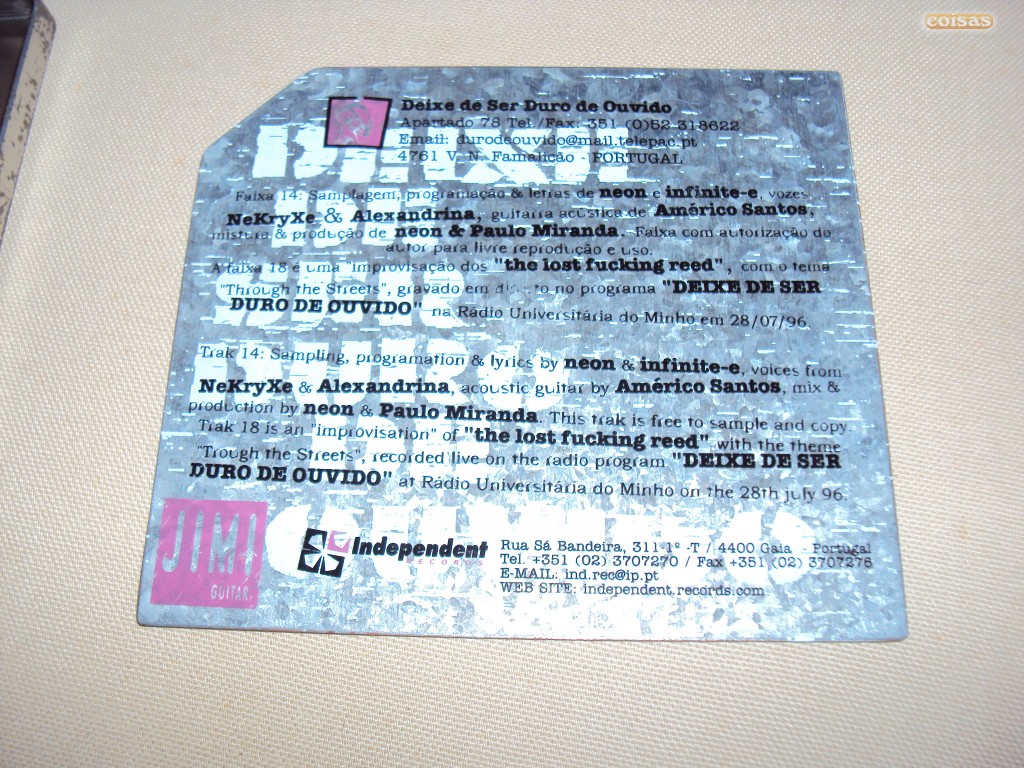 coisas
Deixe de Ser Duro de Ouvido
Apartado 78 Tel./Fax: 351 (0)52 318622
Email: durodeouvido@mail.telepac.pt
4761 V. N. Famalicão - PORTUGAL
Faixa 14: Samplagem, programação & letras de neon e infinite-e, vozes
NeKryXe & Alexandrina, guitarra acústica de Américo Santos,
mistura & produção de neon & Paulo Miranda. Faixa com autorização do
autor para livre reprodução e uso.
A faixa 18 é uma "improvisação dos "the lost fucking reed", com o tema
"Through the Streets", gravado em directo no programa "DEIXE DE SER
DURO DE OUVIDO" na Rádio Universitária do Minho em 28/07/96.
Trak 14: Sampling, programation & lyrics by neon & infinite-e, voices from
NeKryXe & Alexandrina, acoustic guitar by Américo Santos, mix &
production by neon & Paulo Miranda. This trak is free to sample and copy.
Trak 18 is an "improvisation" of "the lost fucking reed" with the theme
"Trough the Streets", recorded live on the radio program "DEIXE DE SER
DURO DE OUVIDO" at Rádio Universitária do Minho on the 28th july 96.
DEIXE
DE
SER
DURO
DE
OUVIDO
JIMI
GUITAR
Independent
RECORDS
Rua Sá Bandeira, 311-1º -T / 4400 Gaia - Portugal
Tel. +351 (02) 3707270 / Fax +351 (02) 3707276
E-MAIL: ind.rec@ip.pt
WEB SITE: independent.records.com